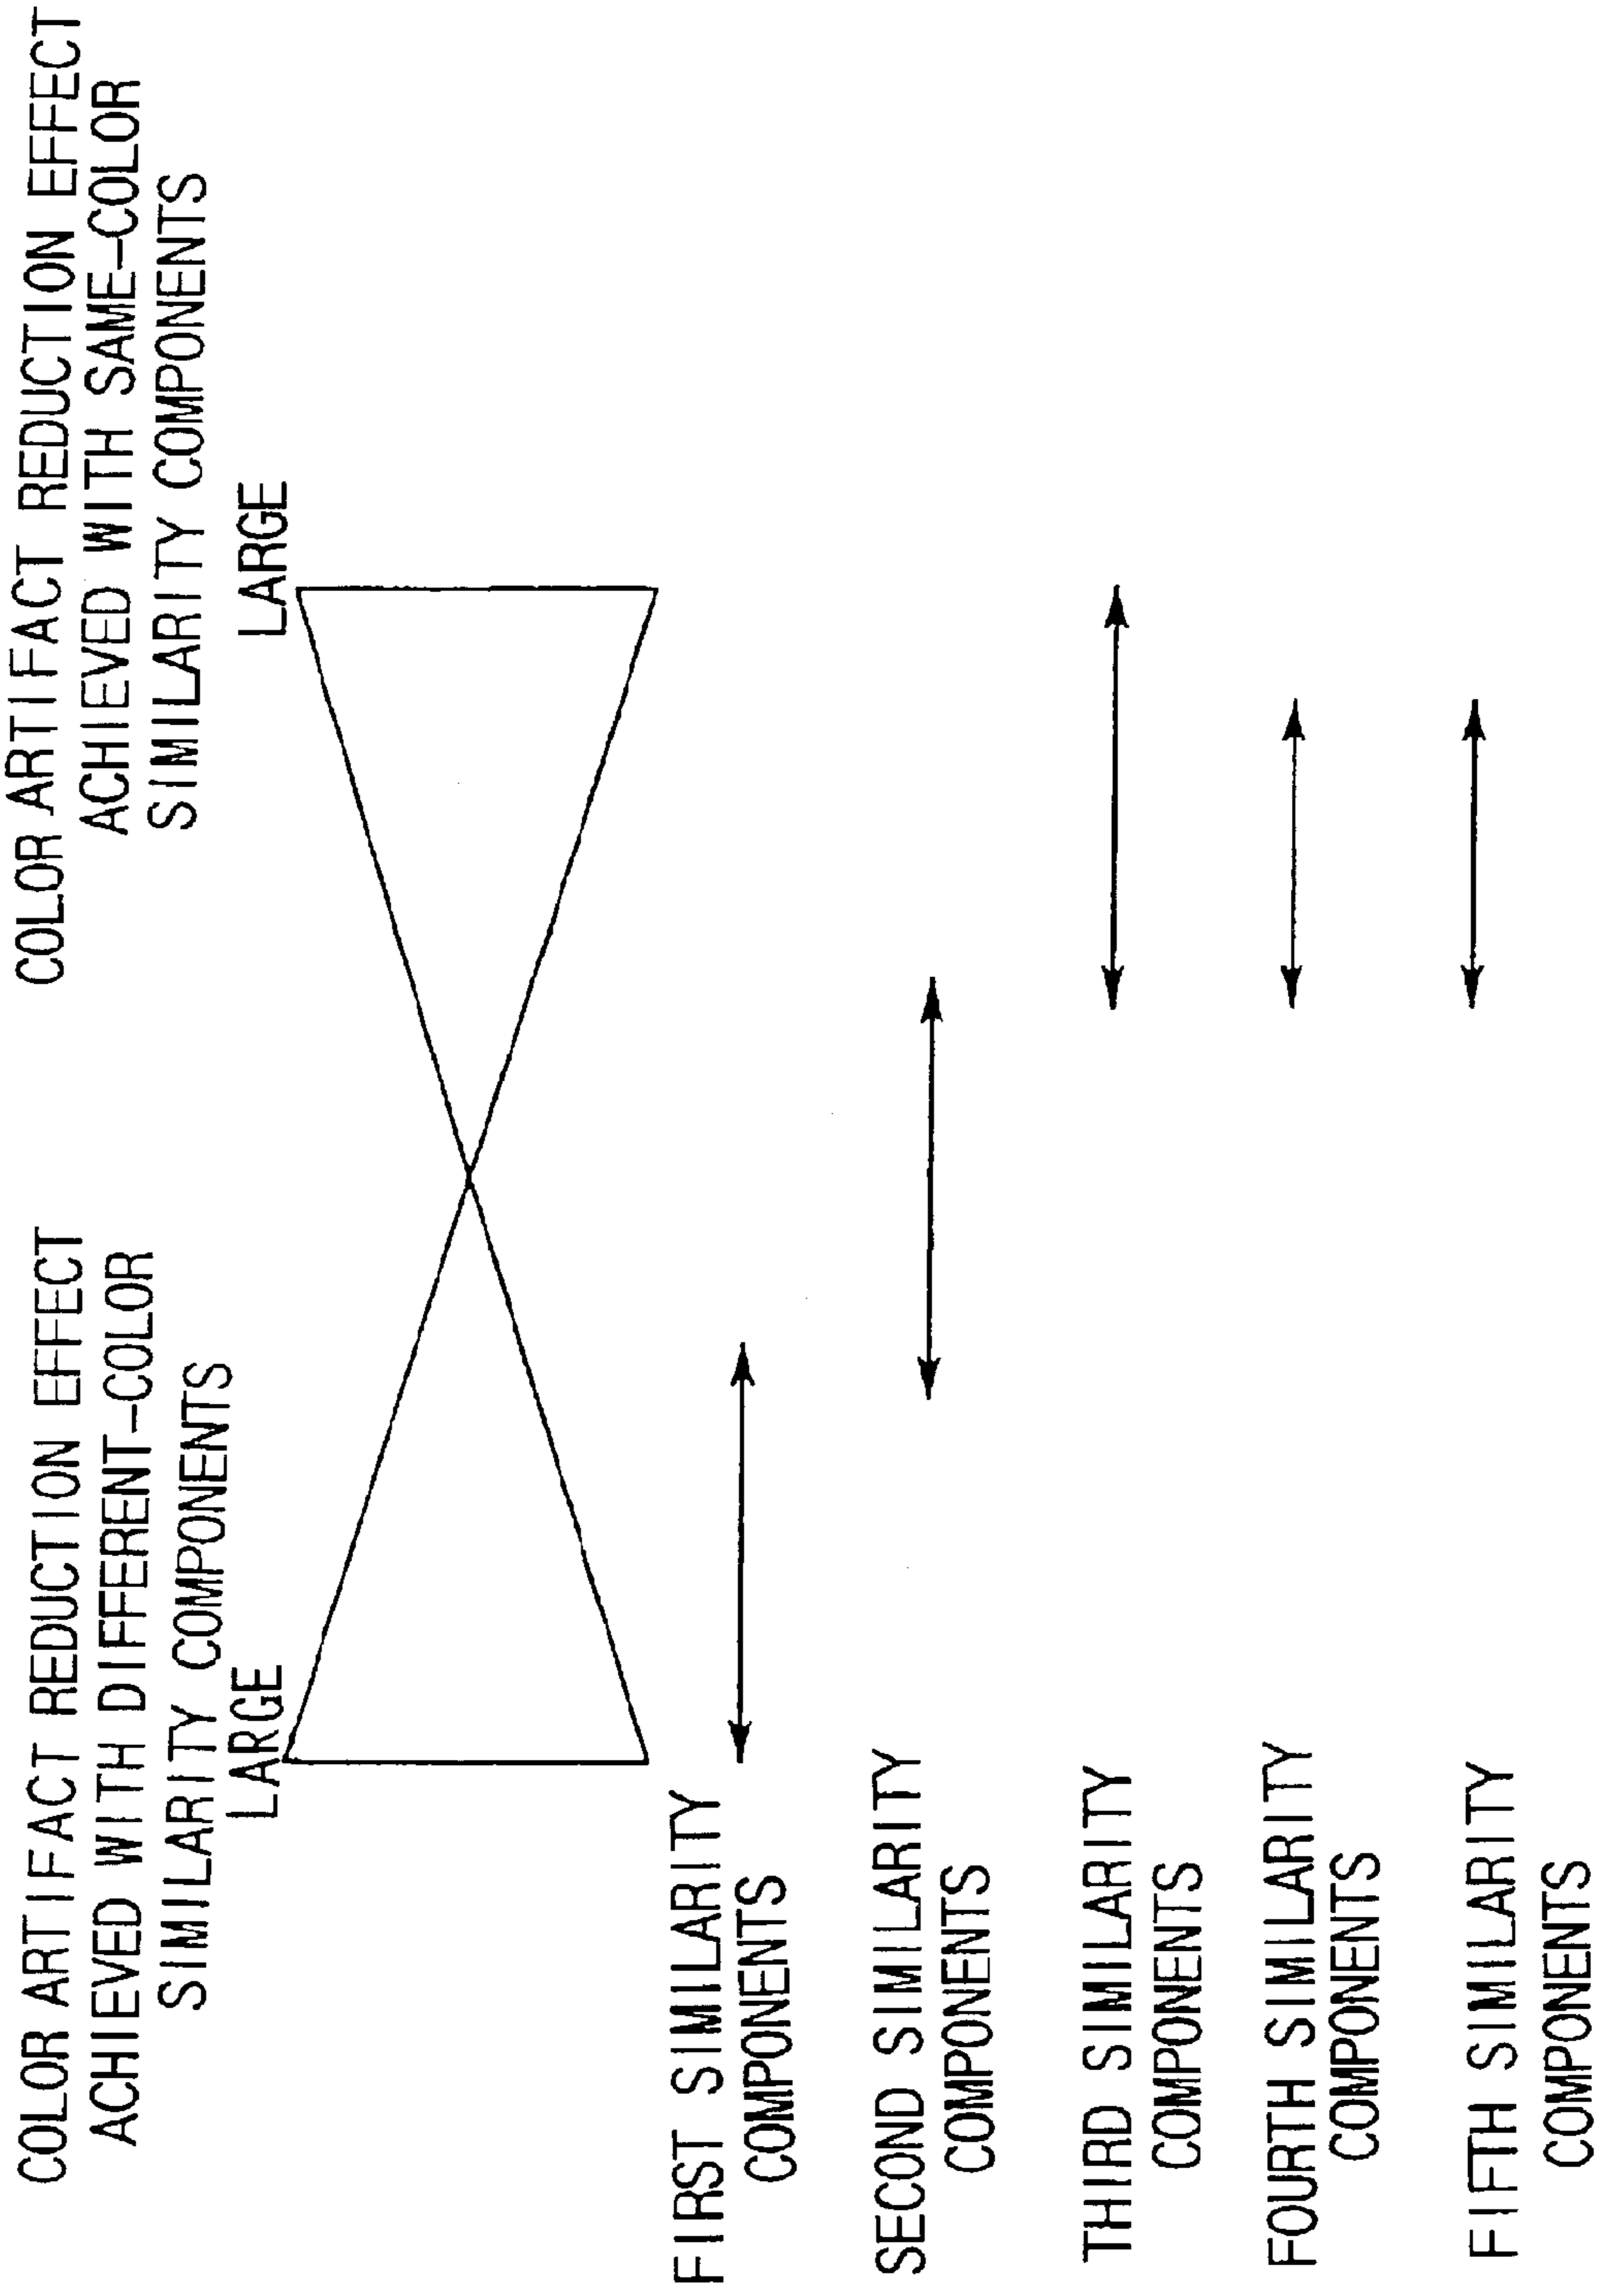 COLOR ARTIFACT REDUCTION EFFECT
ACHIEVED WITH DIFFERENT-COLOR
SIMILARITY COMPONENTS
LARGE
COLOR ARTIFACT REDUCTION EFFECT
ACHIEVED WITH SAME-COLOR
SIMILARITY COMPONENTS
LARGE
FIRST SIMILARITY
COMPONENTS
SECOND SIMILARITY
COMPONENTS
THIRD SIMILARITY
COMPONENTS
FOURTH SIMILARITY
COMPONENTS
FIFTH SIMILARITY
COMPONENTS